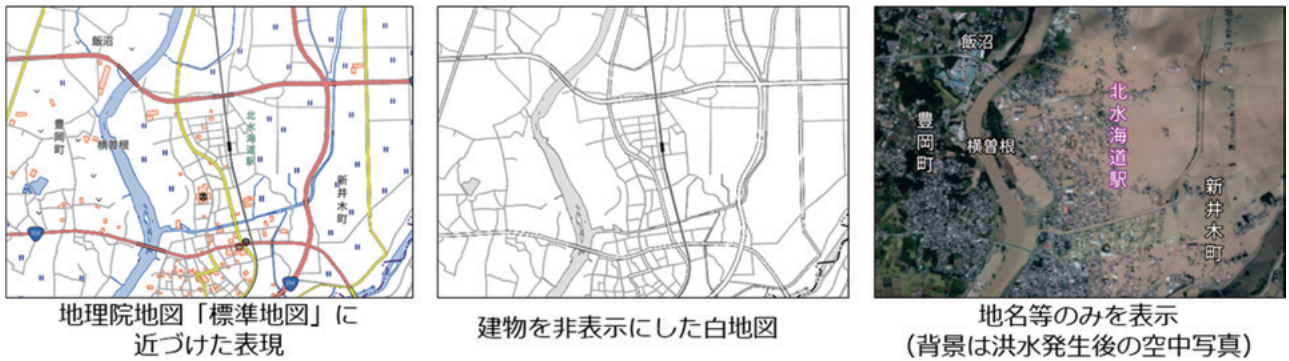 飯沼
豊岡町
横曽根
北水海道駅
新井木町
飯沼
豊岡町
横曽根
北水海道駅
新井木町
地理院地図「標準地図」に
近づけた表現
建物を非表示にした白地図
地名等のみを表示
(背景は洪水発生後の空中写真)